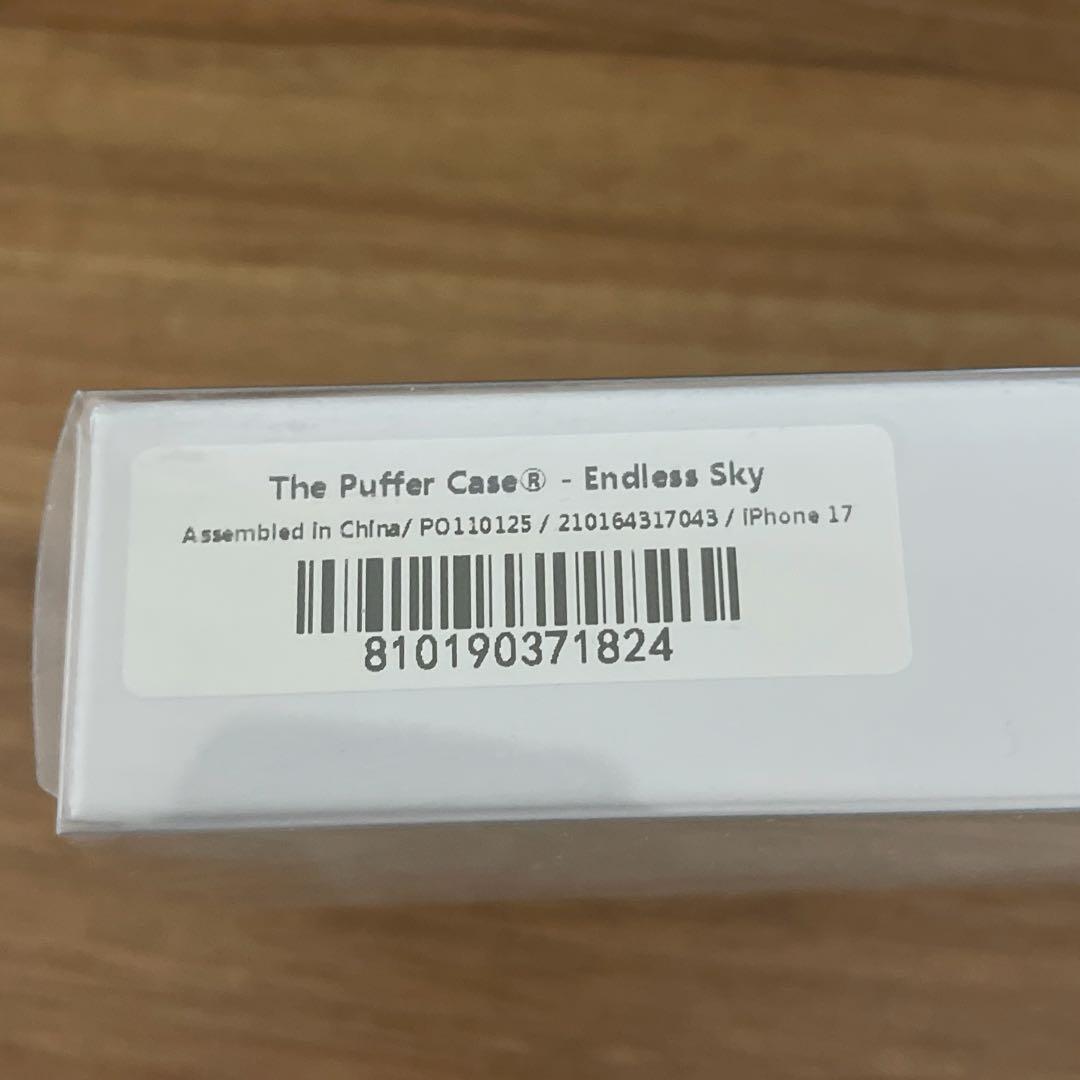 The Puffer Case® - Endless Sky
Assembled in China/ PO110125 / 210164317043 / iPhone 17
810190371824